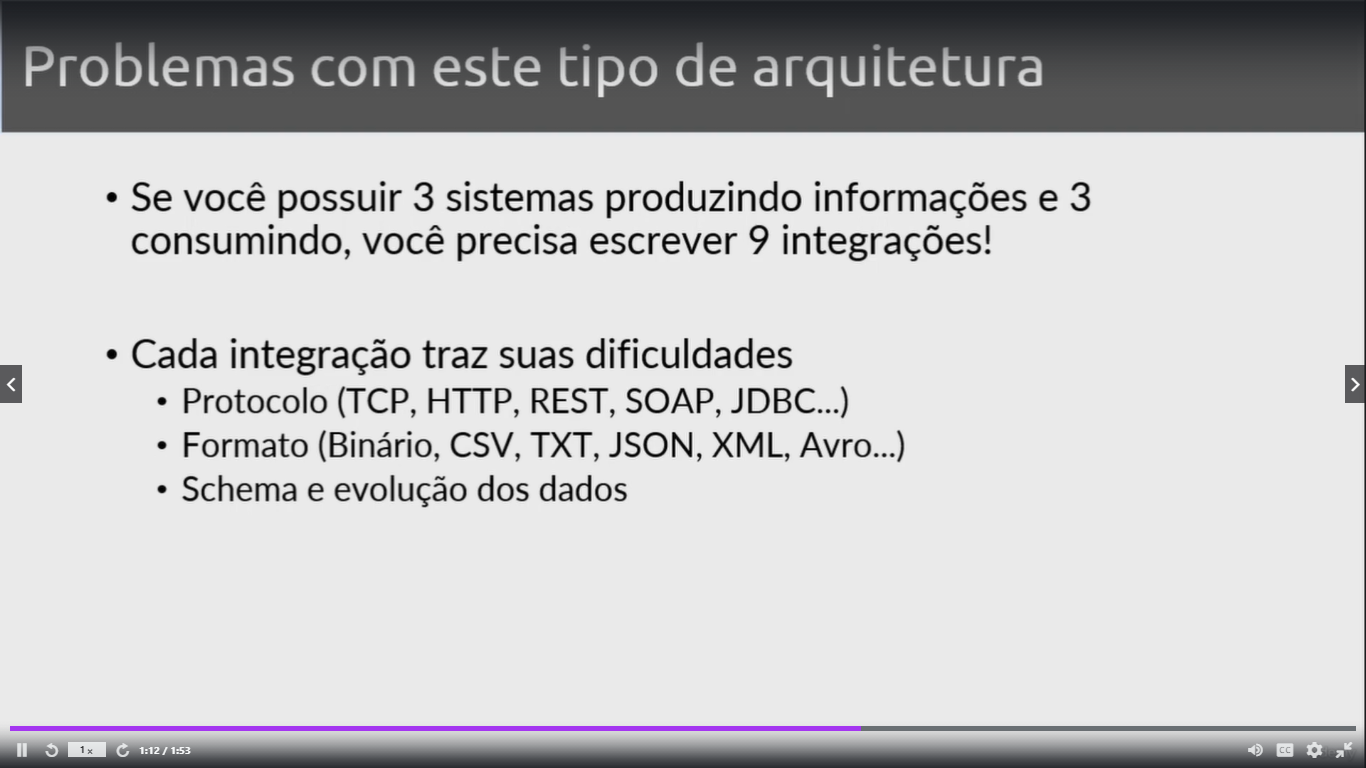 Problemas com este tipo de arquitetura
• Se você possuir 3 sistemas produzindo informações e 3
consumindo, você precisa escrever 9 integrações!
• Cada integração traz suas dificuldades
• Protocolo (TCP, HTTP, REST, SOAP, JDBC...)
• Formato (Binário, CSV, TXT, JSON, XML, Avro...)
• Schema e evolução dos dados
1 x
1:12 / 1:53
CC